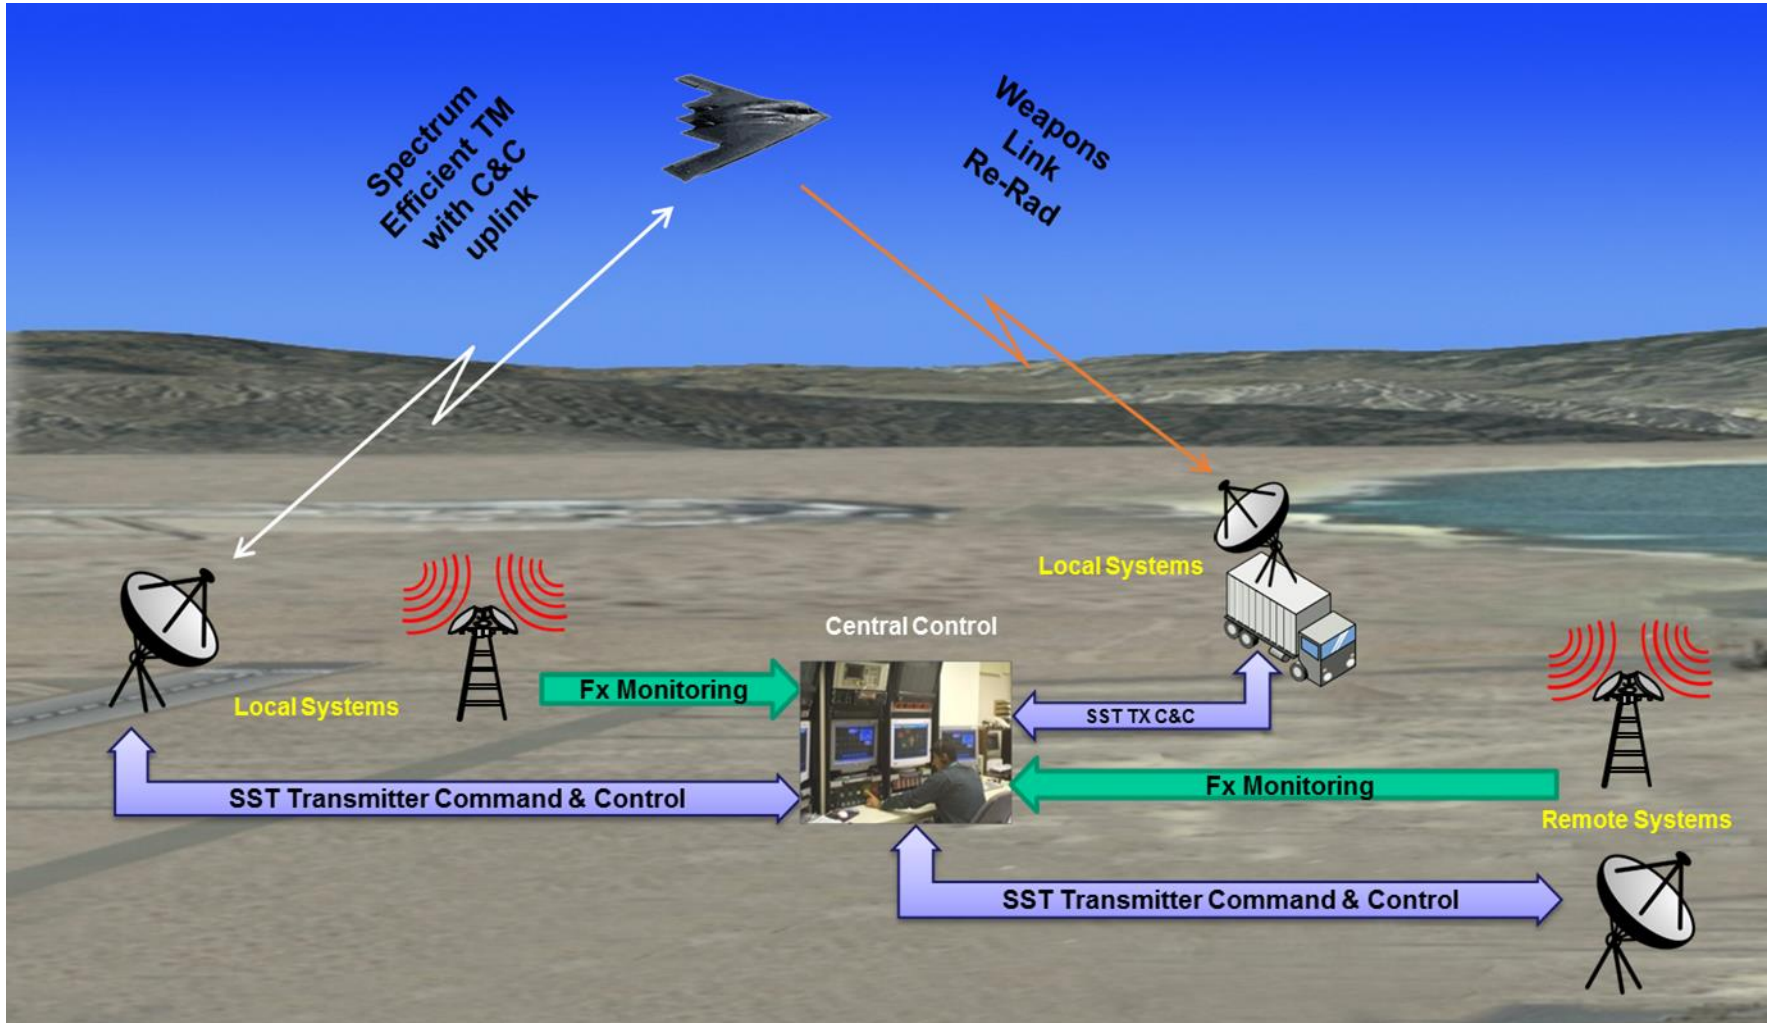 Spectrum
Efficient TM
with C&C
uplink
Weapons
Link
Re-Rad
Local Systems
Central Control
Fx Monitoring
Local Systems
SST TX C&C
SST Transmitter Command & Control
Fx Monitoring
Remote Systems
SST Transmitter Command & Control